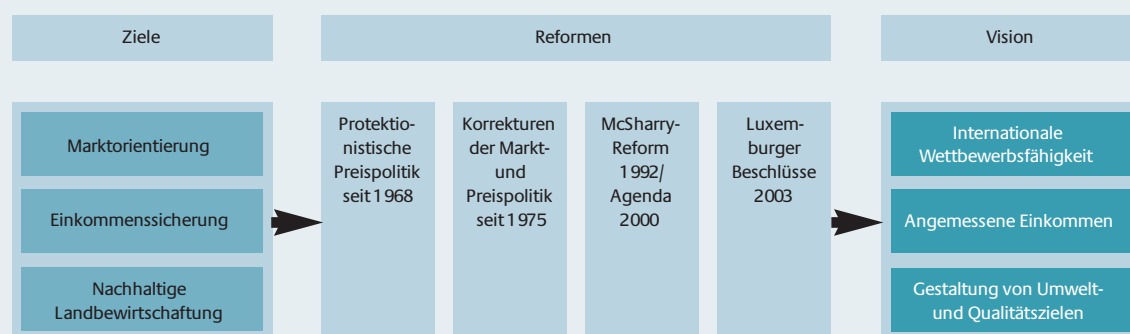 Ziele
Reformen
Vision
Marktorientierung
Einkommenssicherung
Nachhaltige
Landbewirtschaftung
Protektio-
nistische
Preispolitik
seit 1968
Korrekturen
der Markt-
und
Preispolitik
seit 1975
McSharry-
Reform
1992/
Agenda
2000
Luxem-
burger
Beschlüsse
2003
Internationale
Wettbewerbsfähigkeit
Angemessene Einkommen
Gestaltung von Umwelt-
und Qualitätszielen